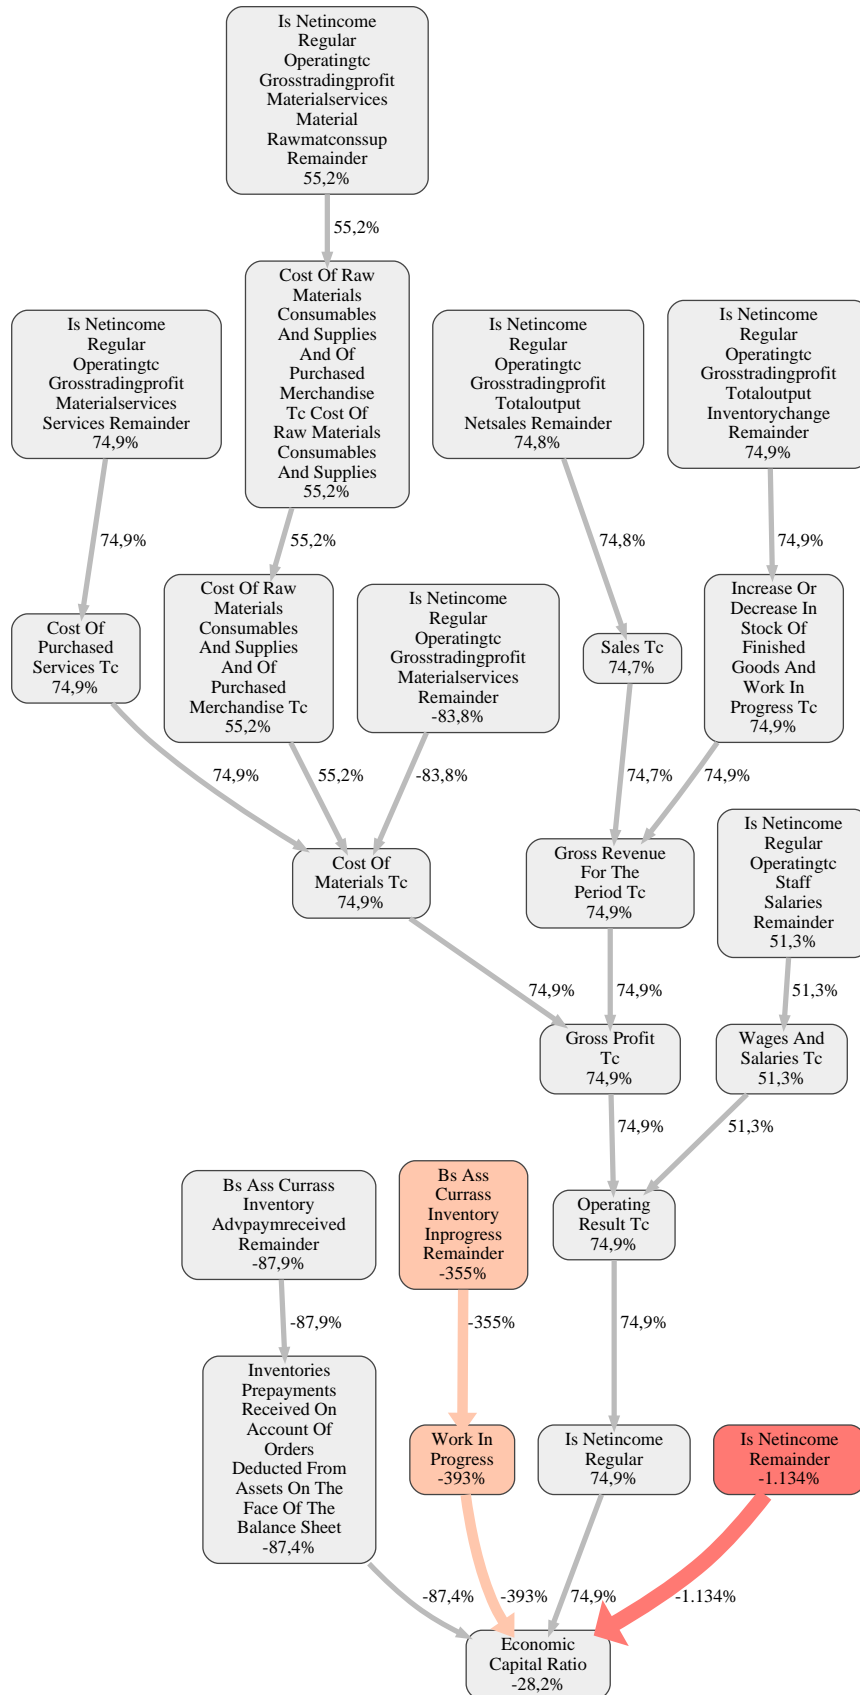 Is Netincome
Regular
Operatingtc
Grosstradingprofit
Materialservices
Material
Rawmatconssup
Remainder
55,2%
55,2%
Cost Of Raw
Materials
Consumables
And Supplies
And Of
Purchased
Merchandise
Tc Cost Of
Raw Materials
Consumables
And Supplies
55,2%
Is Netincome
Regular
Operatingtc
Grosstradingprofit
Materialservices
Services Remainder
74,9%
Is Netincome
Regular
Operatingtc
Grosstradingprofit
Totaloutput
Netsales Remainder
74,8%
Is Netincome
Regular
Operatingtc
Grosstradingprofit
Totaloutput
Inventorychange
Remainder
74,9%
74,9%
55,2%
74,8%
74,9%
Cost Of
Purchased
Services Tc
74,9%
Cost Of Raw
Materials
Consumables
And Supplies
And Of
Purchased
Merchandise Tc
55,2%
Is Netincome
Regular
Operatingtc
Grosstradingprofit
Materialservices
Remainder
-83,8%
Sales Tc
74,7%
Increase Or
Decrease In
Stock Of
Finished
Goods And
Work In
Progress Tc
74,9%
74,9%
55,2%
-83,8%
74,7%
74,9%
Cost Of
Materials Tc
74,9%
Gross Revenue
For The
Period Tc
74,9%
Is Netincome
Regular
Operatingtc
Staff
Salaries
Remainder
51,3%
74,9%
74,9%
51,3%
Gross Profit
Tc
74,9%
Wages And
Salaries Tc
51,3%
74,9%
51,3%
Bs Ass Currass
Inventory
Advpaymreceived
Remainder
-87,9%
Bs Ass
Currass
Inventory
Inprogress
Remainder
-355%
Operating
Result Tc
74,9%
-87,9%
-355%
74,9%
Inventories
Prepayments
Received On
Account Of
Orders
Deducted From
Assets On The
Face Of The
Balance Sheet
-87,4%
Work In
Progress
-393%
Is Netincome
Regular
74,9%
Is Netincome
Remainder
-1.134%
-87,4%
-393%
74,9%
-1.134%
Economic
Capital Ratio
-28,2%